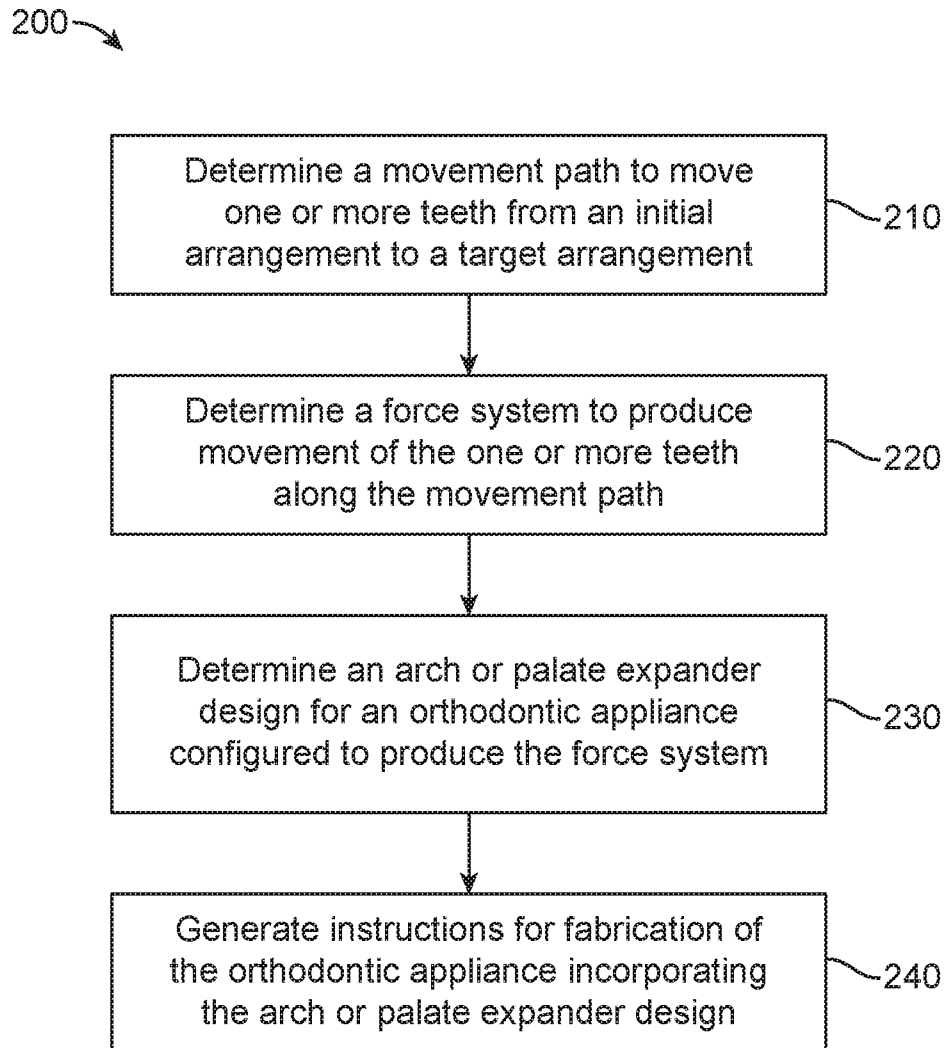 200
Determine a movement path to move
one or more teeth from an initial
arrangement to a target arrangement
210
Determine a force system to produce
movement of the one or more teeth
along the movement path
220
Determine an arch or palate expander
design for an orthodontic appliance
configured to produce the force system
230
Generate instructions for fabrication of
the orthodontic appliance incorporating
the arch or palate expander design
240